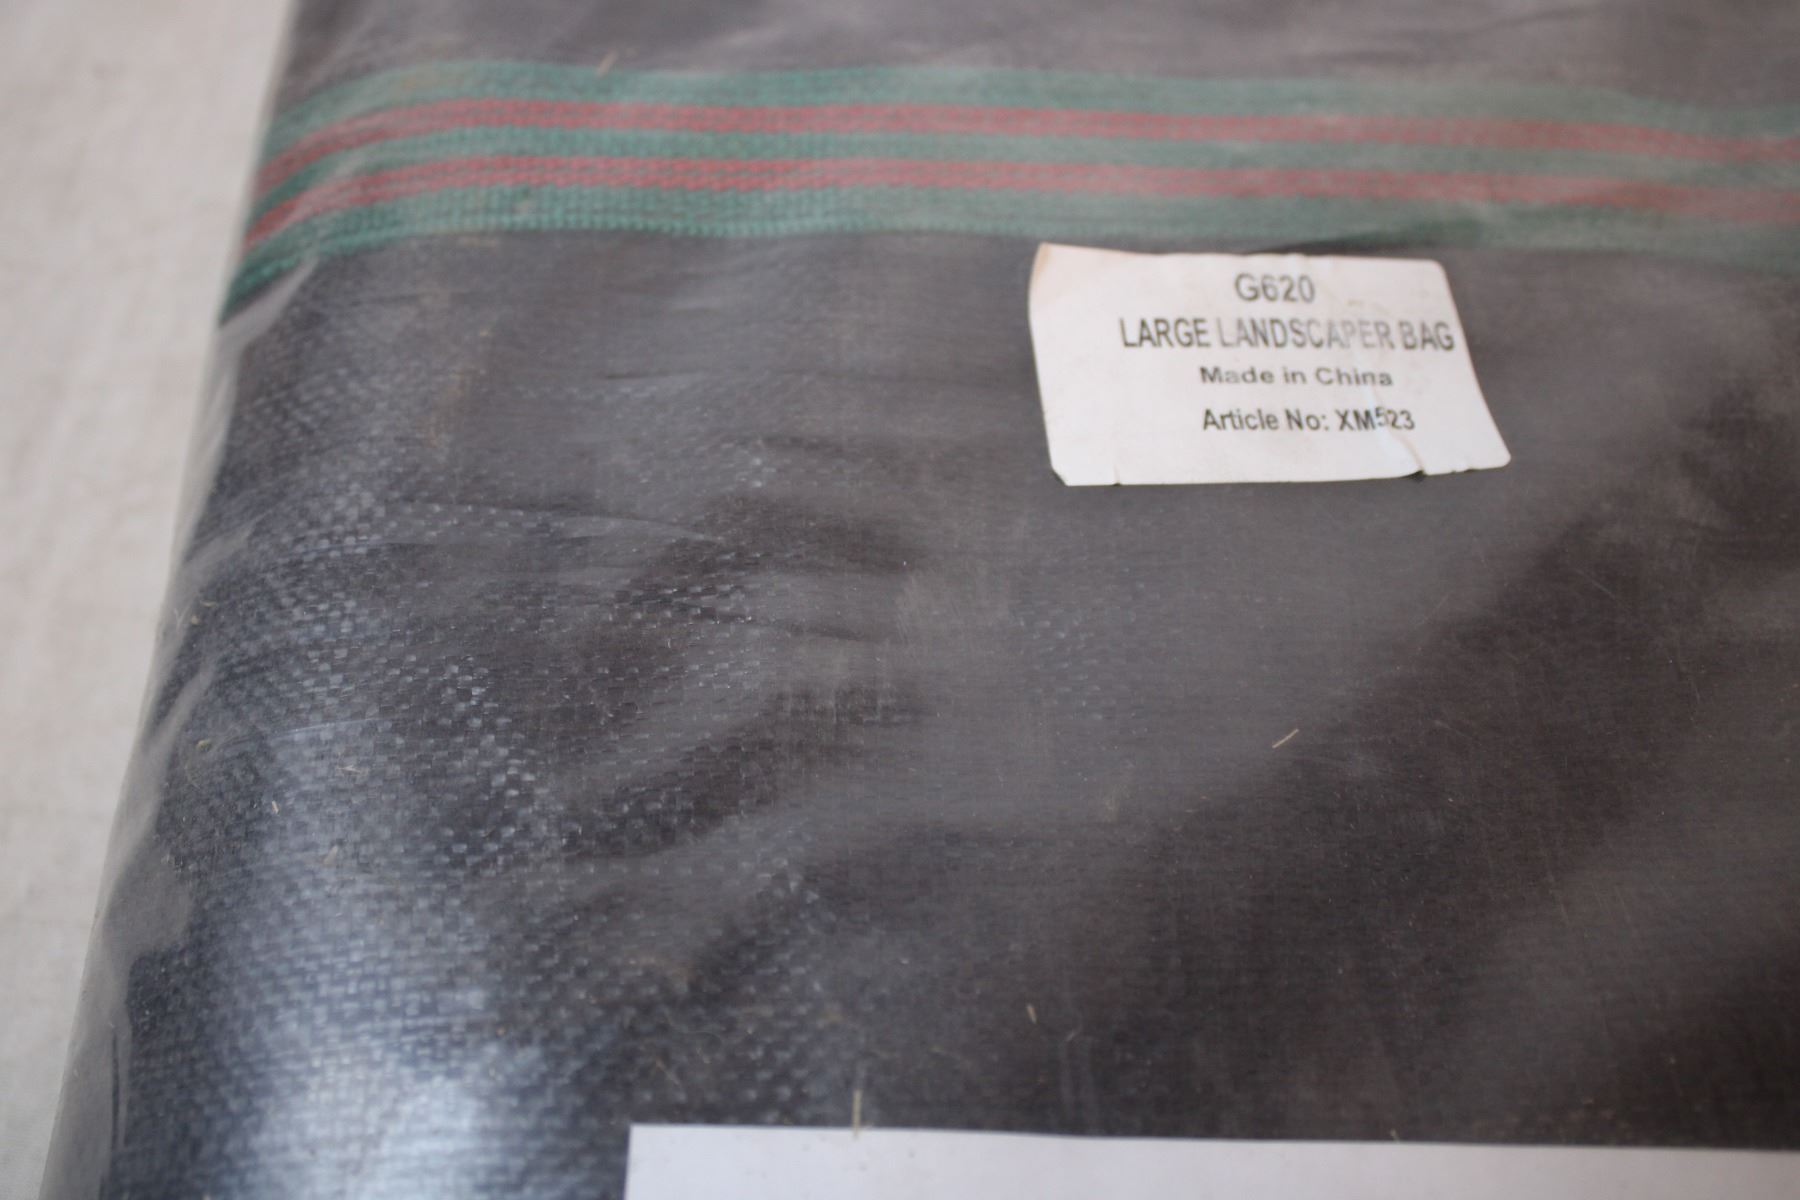 G620
LARGE LANDSCAPER BAG
Made in China
Article No: XM523